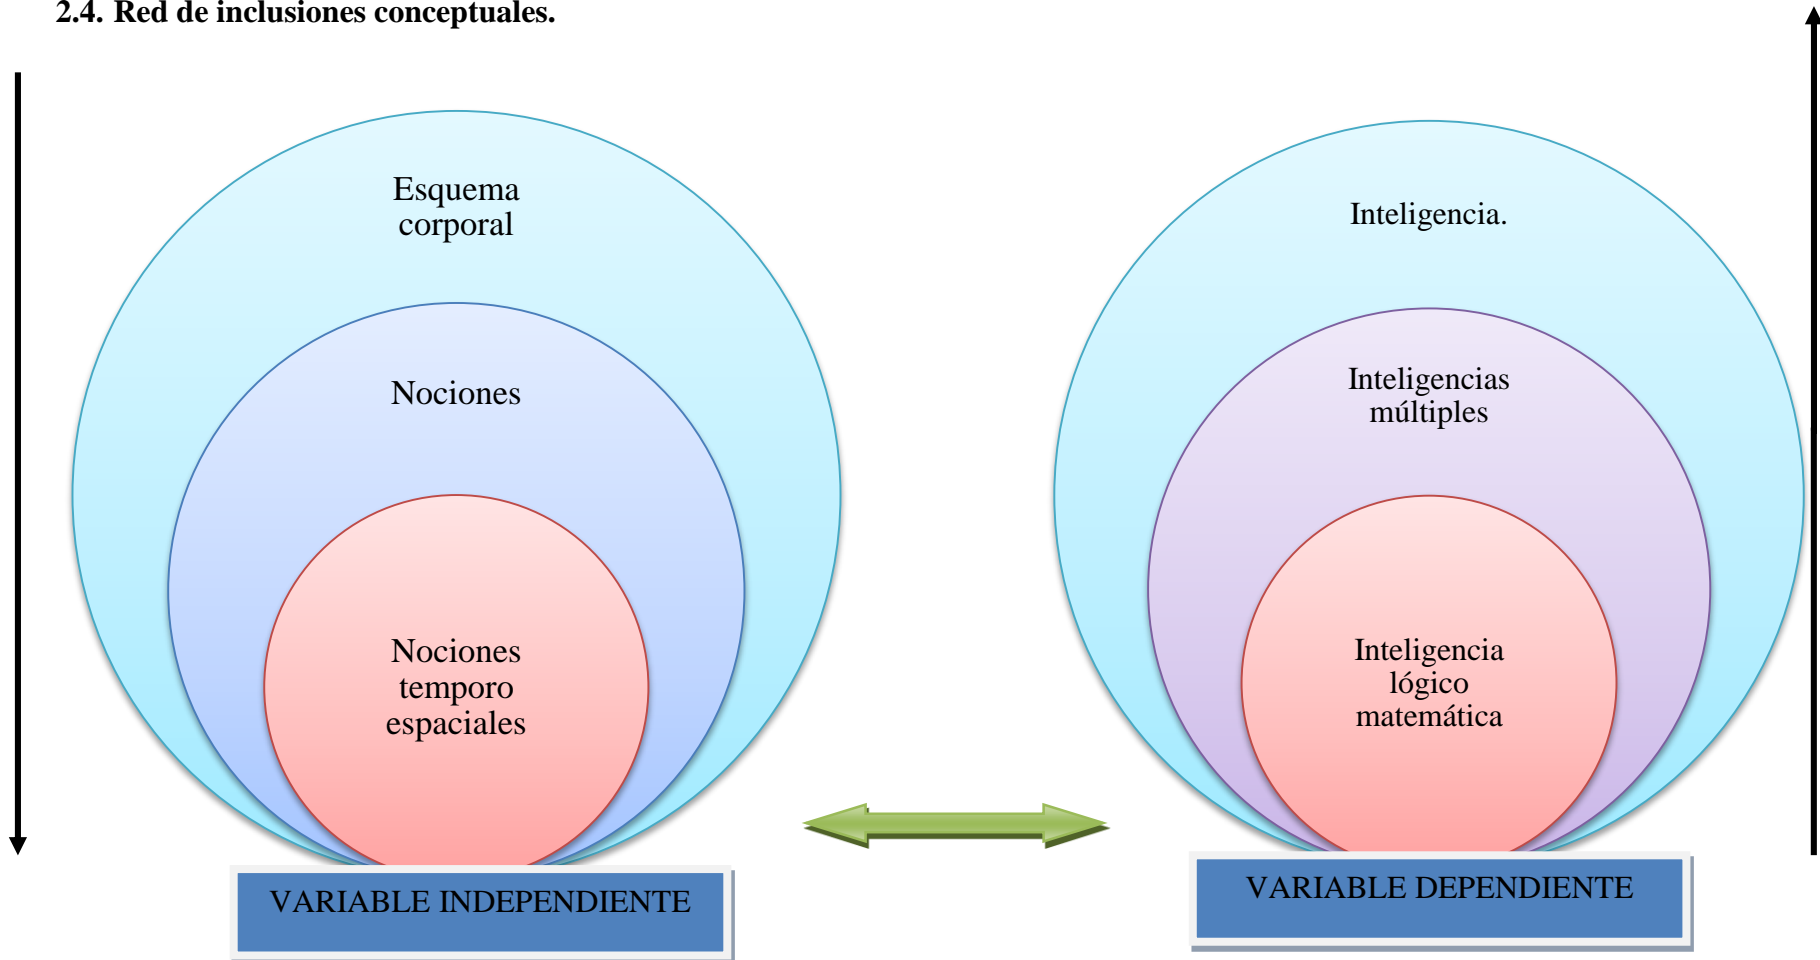 2.4. Red de inclusiones conceptuales.
Esquema
corporal
Nociones
Nociones
temporo
espaciales
VARIABLE INDEPENDIENTE
Inteligencia.
Inteligencias
múltiples
Inteligencia
lógico
matemática
VARIABLE DEPENDIENTE